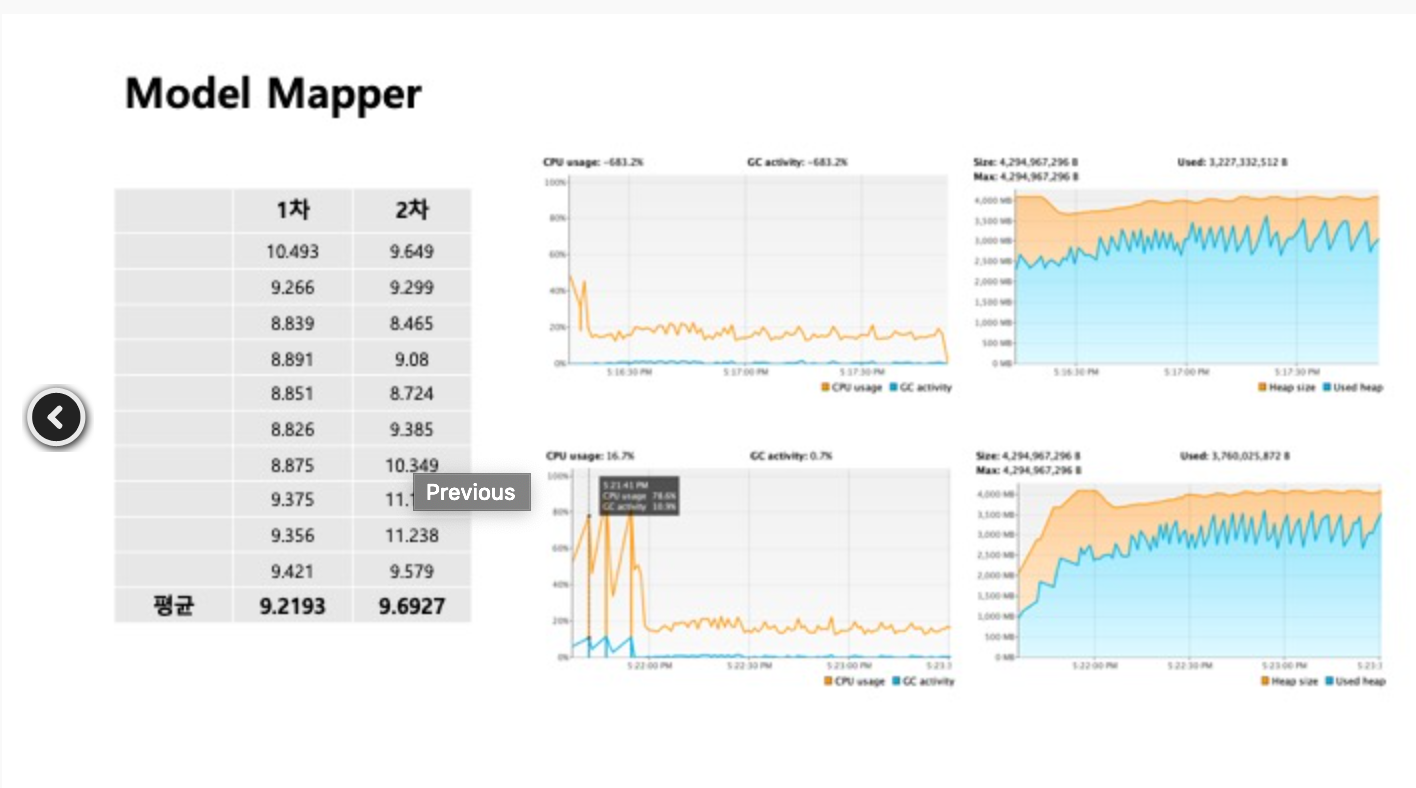 Model Mapper
1차 2차
10.493 9.649
9.266 9.299
8.839 8.465
8.891 9.08
8.851 8.724
8.826 9.385
8.875 10.349
9.375
9.356 11.238
9.421 9.579
평균 9.2193 9.6927
Previous
CPU usage: ~683.2% GC activity: ~683.2%
100%
80%
60%
40%
20%
0%
5:16:30 PM 5:17:00 PM 5:17:30 PM
CPU usage GC activity
Size: 4,294,967,296 B Used: 3,227,332,512 B
Max: 4,294,967,296 B
4,000 MB
3,500 MB
3,000 MB
2,500 MB
2,000 MB
1,500 MB
1,000 MB
500 MB
0 MB
5:16:30 PM 5:17:00 PM 5:17:30 PM
Heap size Used heap
CPU usage: 16.7% GC activity: 0.7%
100%
80%
60%
40%
20%
0%
5:21:41 PM
CPU usage 78.6%
GC activity 10.9%
5:22:00 PM 5:22:30 PM 5:23:00 PM 5:23:3
CPU usage GC activity
Size: 4,294,967,296 B Used: 3,760,025,872 B
Max: 4,294,967,296 B
4,000 MB
3,500 MB
3,000 MB
2,500 MB
2,000 MB
1,500 MB
1,000 MB
500 MB
0 MB
5:22:00 PM 5:22:30 PM 5:23:00 PM 5:23:3
Heap size Used heap